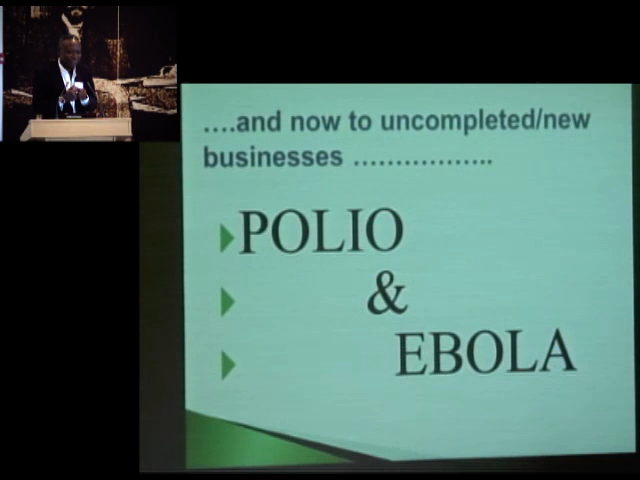 ....and now to uncompleted/new
businesses .................
POLIO
&
EBOLA